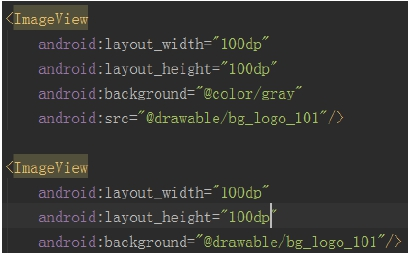 <ImageView
android:layout_width="100dp"
android:layout_height="100dp"
android:background="@color/gray"
android:src="@drawable/bg_logo_101"/>
<ImageView
android:layout_width="100dp"
android:layout_height="100dp"
android:background="@drawable/bg_logo_101"/>